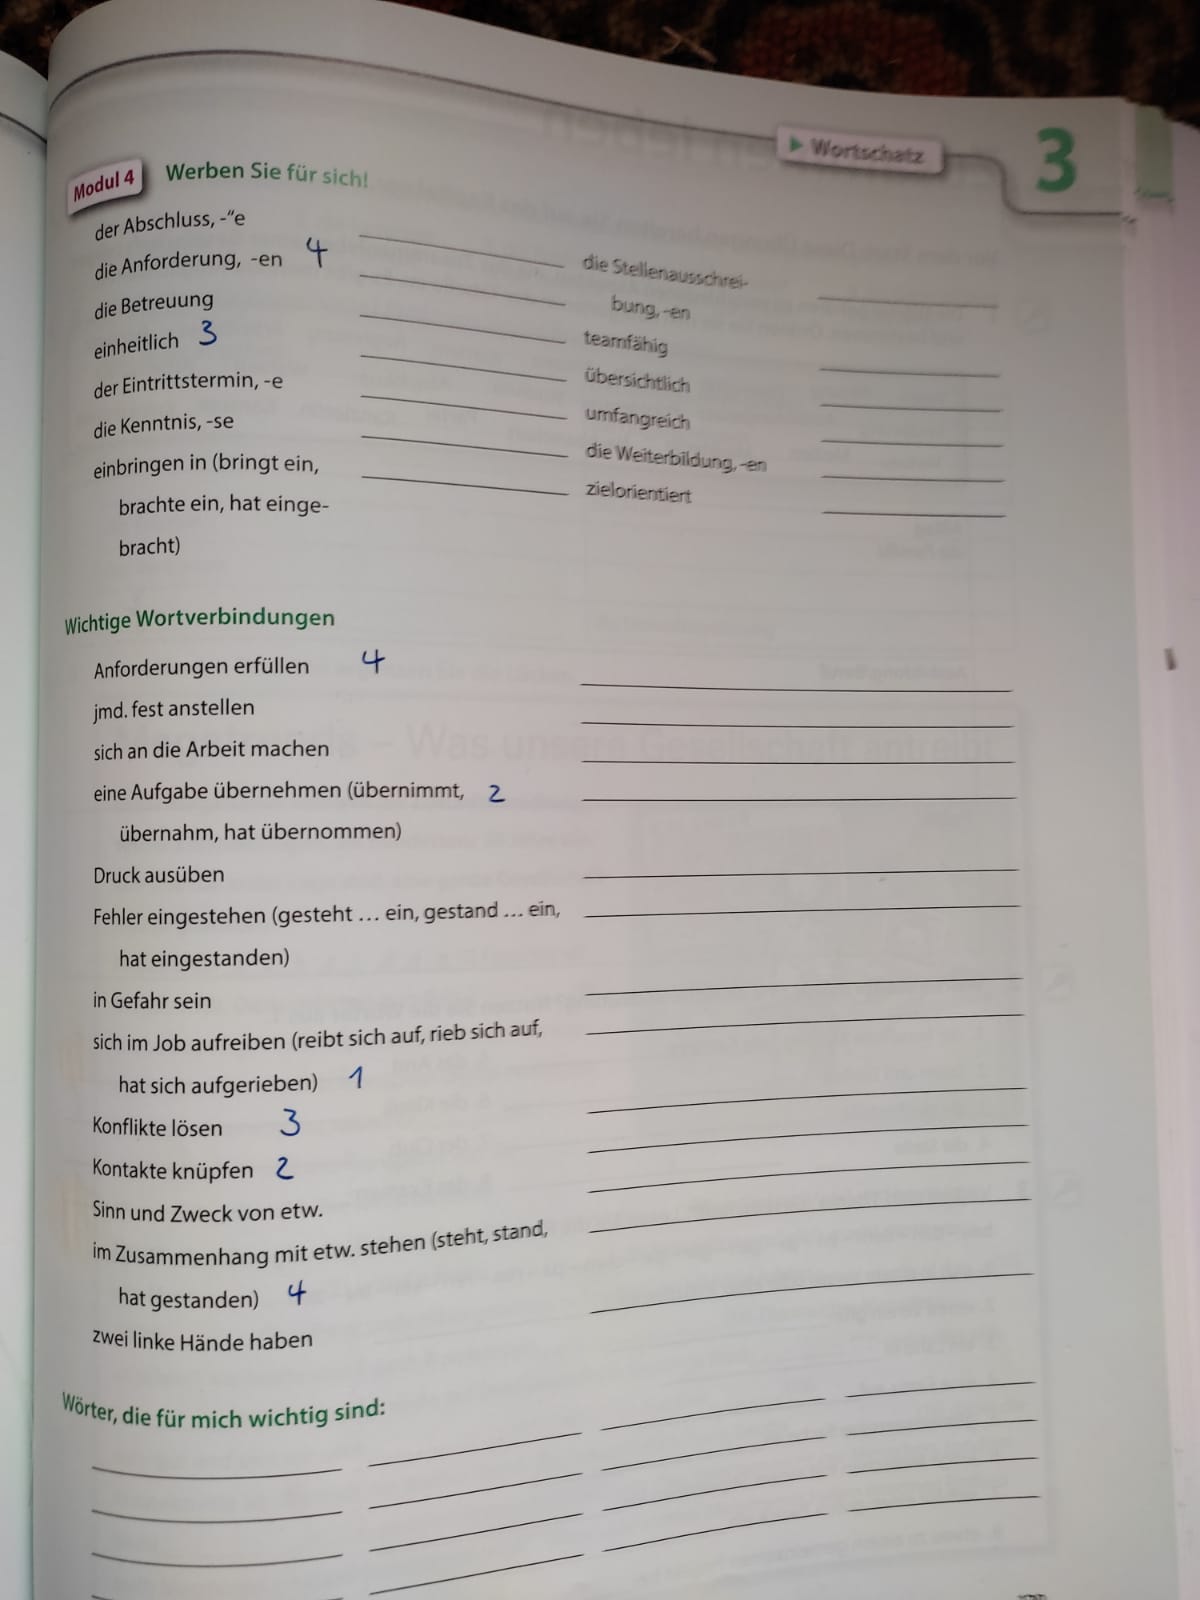 Wortschatz
3
Modul 4 Werben Sie für sich!
der Abschluss, -"e
die Anforderung, -en 4
die Betreuung
einheitlich 3
der Eintrittstermin, -e
die Kenntnis, -se
einbringen in (bringt ein,
brachte ein, hat einge-
bracht)
die Stellenausschrei-
bung, -en
teamfähig
übersichtlich
umfangreich
die Weiterbildung, -en
zielorientiert
Wichtige Wortverbindungen
Anforderungen erfüllen 4
jmd. fest anstellen
sich an die Arbeit machen
eine Aufgabe übernehmen (übernimmt, 2
übernahm, hat übernommen)
Druck ausüben
Fehler eingestehen (gesteht … ein, gestand … ein,
hat eingestanden)
in Gefahr sein
sich im Job aufreiben (reibt sich auf, rieb sich auf,
hat sich aufgerieben) 1
Konflikte lösen 3
Kontakte knüpfen 2
Sinn und Zweck von etw.
im Zusammenhang mit etw. stehen (steht, stand,
hat gestanden) 4
zwei linke Hände haben
Wörter, die für mich wichtig sind: